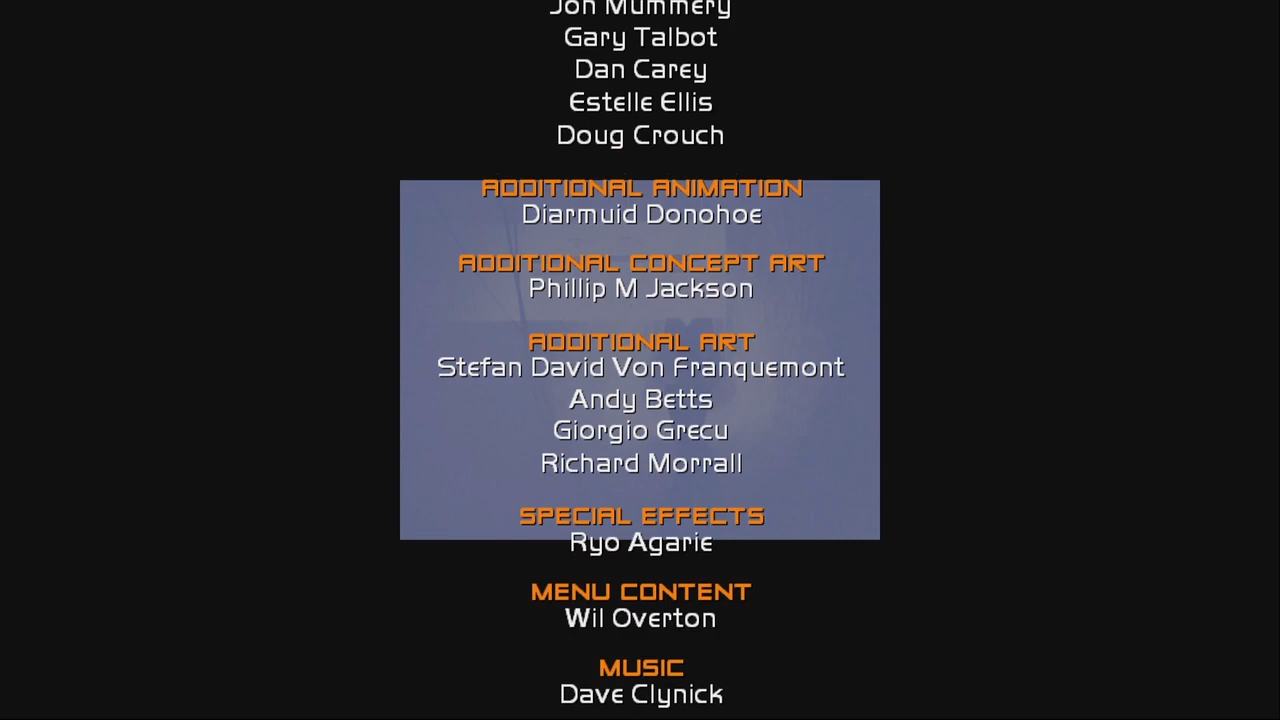 Jon Mummery
Gary Talbot
Dan Carey
Estelle Ellis
Doug Crouch
ADDITIONAL ANIMATION
Diarmuid Donohoe
ADDITIONAL CONCEPT ART
Phillip M Jackson
ADDITIONAL ART
Stefan David Von Franquemont
Andy Betts
Giorgio Grecu
Richard Morrall
SPECIAL EFFECTS
Ryo Agarie
MENU CONTENT
Wil Overton
MUSIC
Dave Clynick